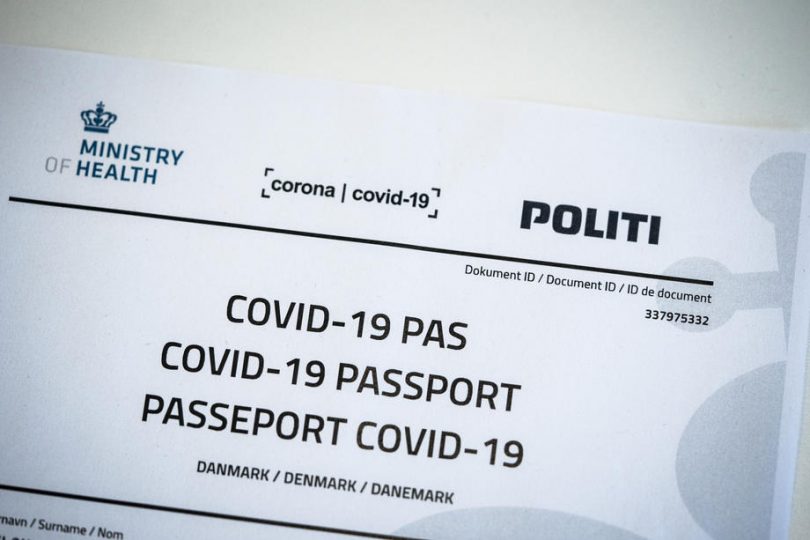 MINISTRY
OF HEALTH
corona | covid-19
POLITI
Dokument ID / Document ID / ID de document
337975332
COVID-19 PAS
COVID-19 PASSPORT
PASSEPORT COVID-19
DANMARK / DENMARK / DANEMARK
/ Surname / Nom